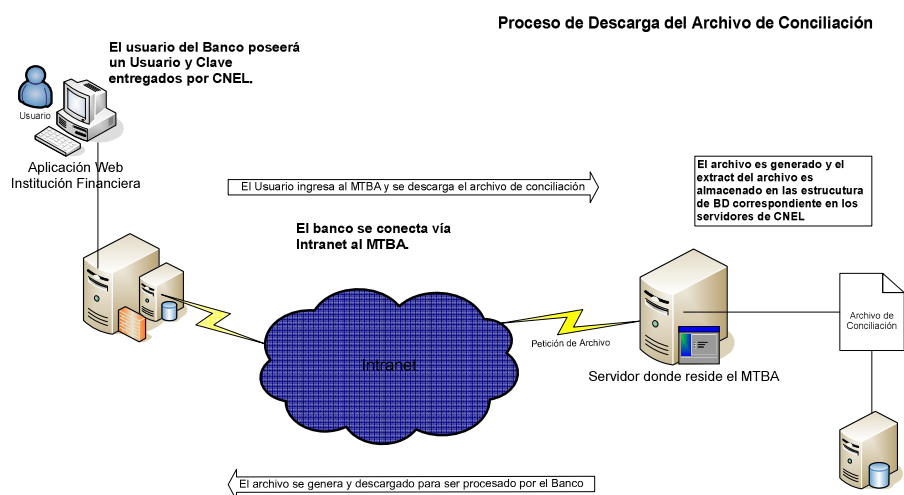 Proceso de Descarga del Archivo de Conciliación
El usuario del Banco poseerá
un Usuario y Clave
entregados por CNEL.
Usuario
Aplicación Web
Institución Financiera
El Usuario ingresa al MTBA y se descarga el archivo de conciliación
El archivo es generado y el
extract del archivo es
almacenado en las estrucutura
de BD correspondiente en los
servidores de CNEL
El banco se conecta vía
Intranet al MTBA.
Archivo de
Conciliación
Petición de Archivo
Intranet
Servidor donde reside el MTBA
El archivo se genera y descargado para ser procesado por el Banco